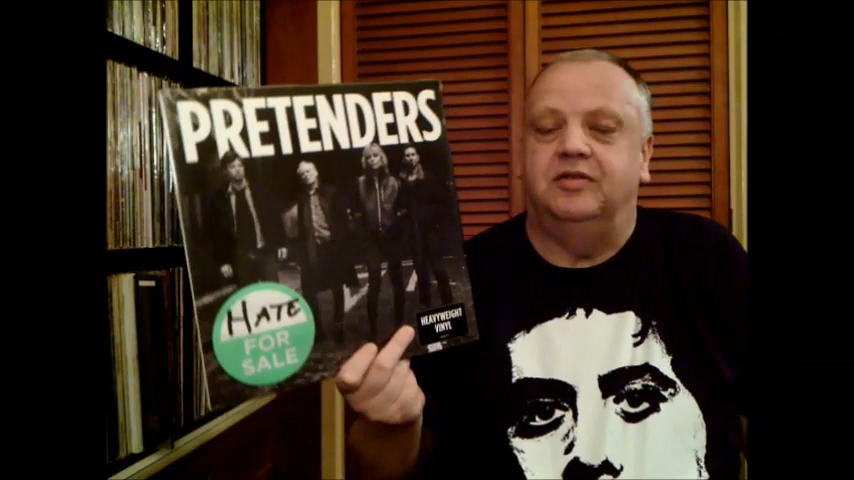 PRETENDERS
HATE
FOR
SALE
HEAVYWEIGHT
VINYL